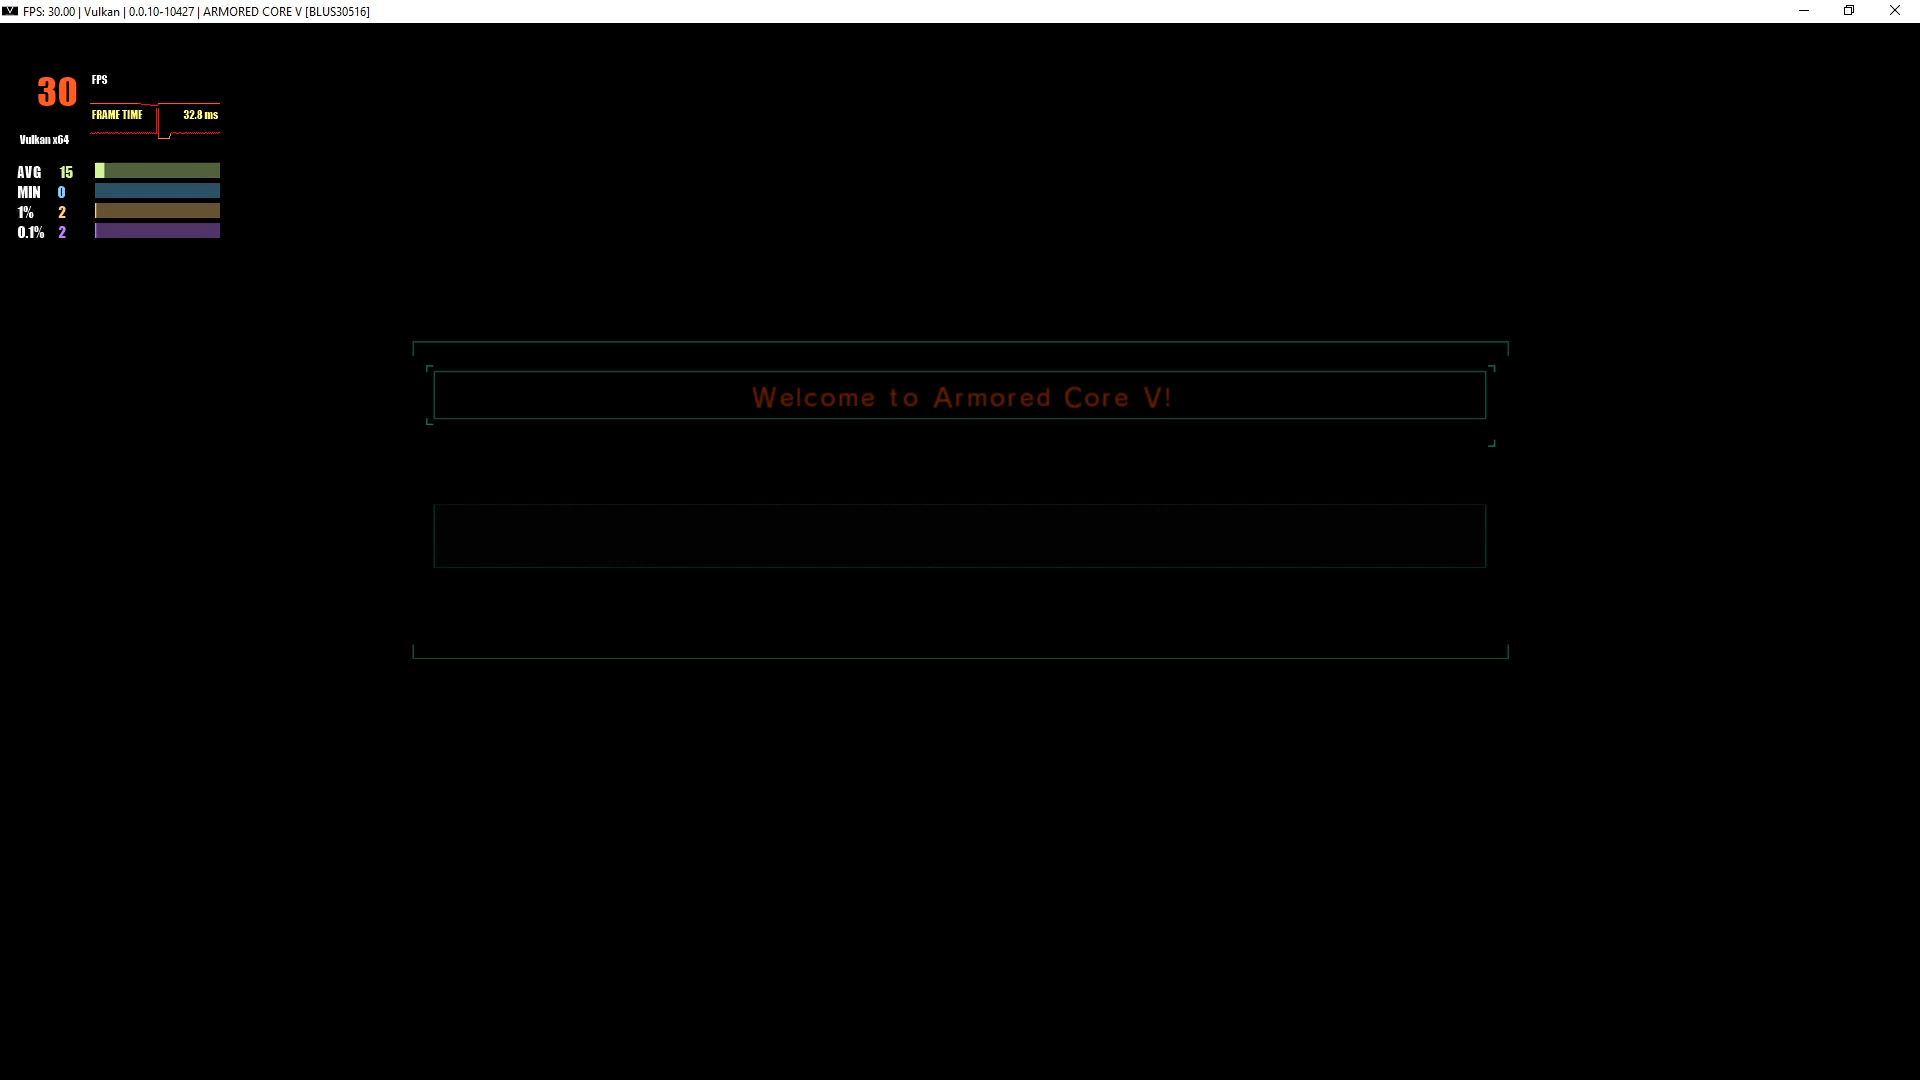 FPS: 30.00 | Vulkan | 0.0.10-10427 | ARMORED CORE V [BLUS30516]
30 FPS
FRAME TIME 32.8 ms
Vulkan x64
AVG 15
MIN 0
1% 2
0.1% 2
Welcome to Armored Core V!